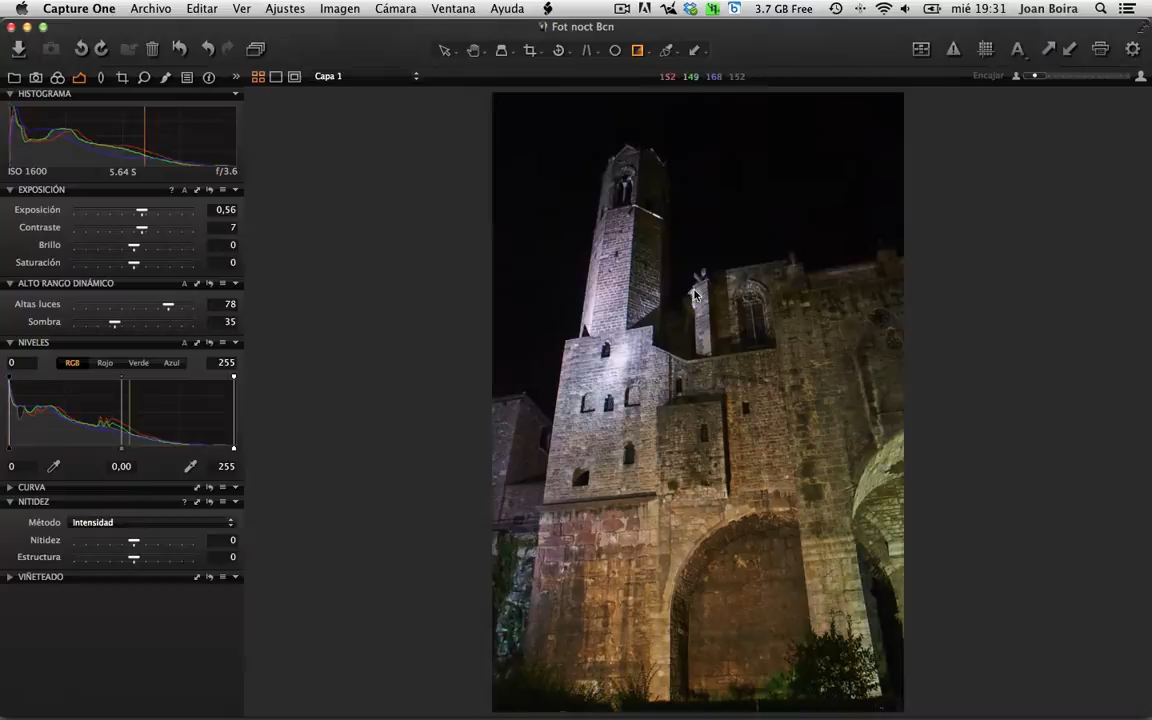 Capture One Archivo Editar Ver Ajustes Imagen Cámara Ventana Ayuda 3.7 GB Free mié 19:31 Joan Boira
Fot noct Bcn
Capa 1 152 149 168 152 Encajar
HISTOGRAMA
ISO 1600 5.64 S f/3.6
EXPOSICIÓN ? A
Exposición 0,56
Contraste 7
Brillo 0
Saturación 0
ALTO RANGO DINÁMICO
Altas luces 78
Sombra 35
NIVELES A
0 RGB Rojo Verde Azul 255
0 0,00 255
CURVA
NITIDEZ ?
Método Intensidad
Nitidez 0
Estructura 0
VIÑETEADO